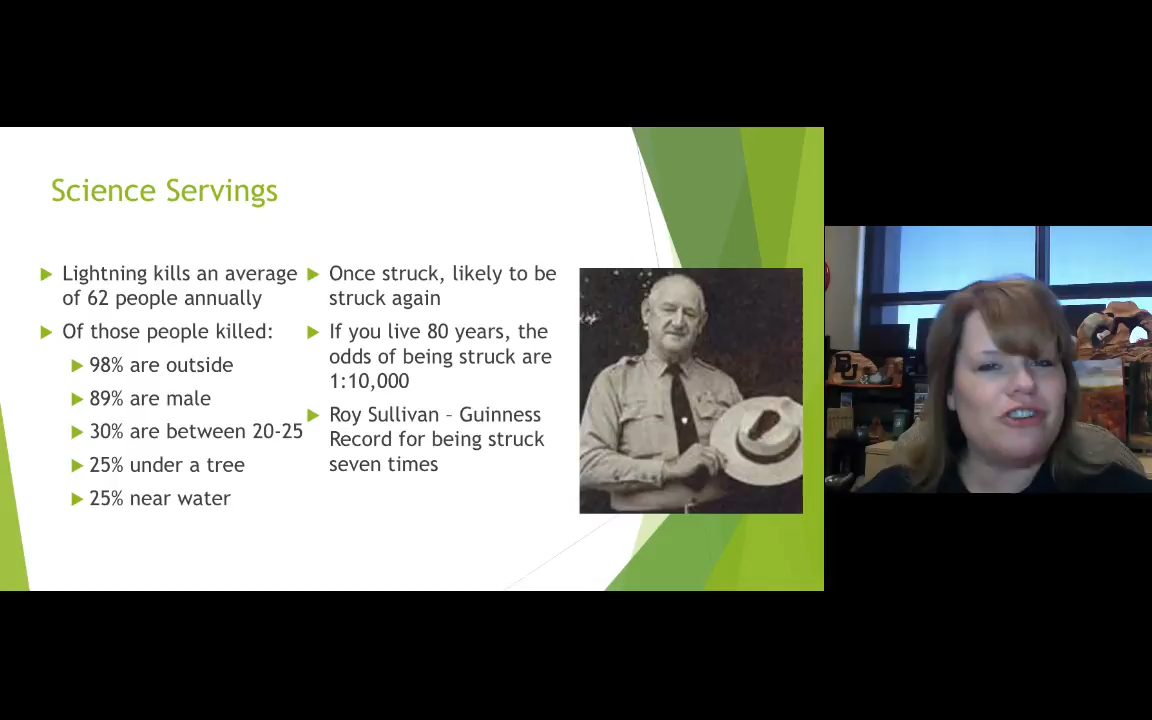 Science Servings
Lightning kills an average
of 62 people annually
Of those people killed:
98% are outside
89% are male
30% are between 20-25
25% under a tree
25% near water
Once struck, likely to be
struck again
If you live 80 years, the
odds of being struck are
1:10,000
Roy Sullivan – Guinness
Record for being struck
seven times